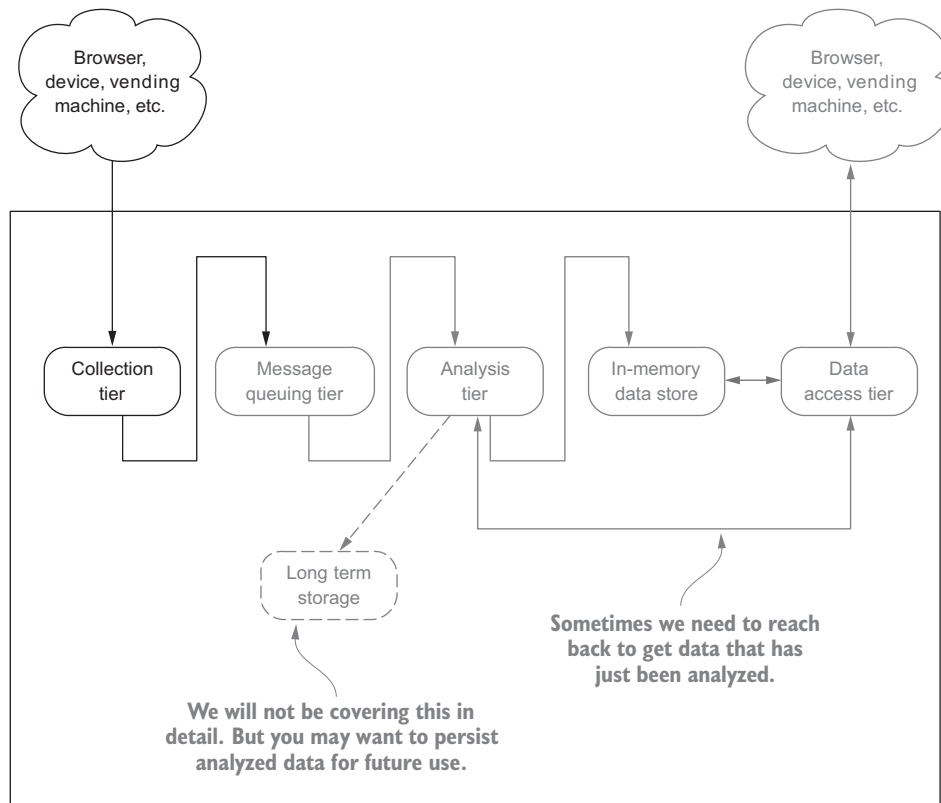 Browser,
device, vending
machine, etc.
Browser,
device, vending
machine, etc.
Collection
tier
Message
queuing tier
Analysis
tier
In-memory
data store
Data
access tier
Long term
storage
Sometimes we need to reach
back to get data that has
just been analyzed.
We will not be covering this in
detail. But you may want to persist
analyzed data for future use.